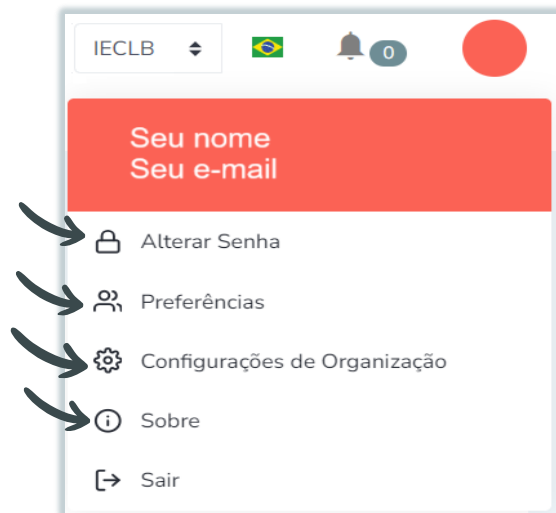 IECLB
0
Seu nome
Seu e-mail
Alterar Senha
Preferências
Configurações de Organização
Sobre
Sair